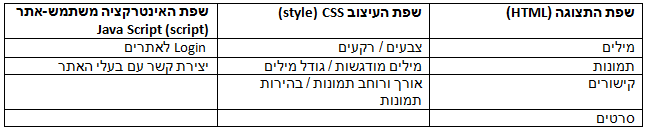 שפת התצוגה (HTML)
שפת העיצוב CSS (style)
שפת האינטרקציה משתמש-אתר
Java Script (script)
מילים
צבעים / רקעים
Login לאתרים
תמונות
מילים מודגשות / גודל מילים
יצירת קשר עם בעלי האתר
קישורים
אורך ורוחב תמונות / בהירות
תמונות
סרטים